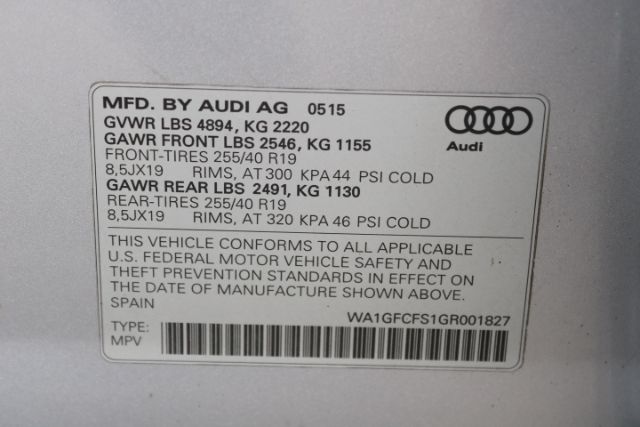 MFD. BY AUDI AG 0515
GVWR LBS 4894, KG 2220
GAWR FRONT LBS 2546, KG 1155
FRONT-TIRES 255/40 R19
8,5JX19 RIMS, AT 300 KPA 44 PSI COLD
GAWR REAR LBS 2491, KG 1130
REAR-TIRES 255/40 R19
8,5JX19 RIMS, AT 320 KPA 46 PSI COLD
Audi
THIS VEHICLE CONFORMS TO ALL APPLICABLE
U.S. FEDERAL MOTOR VEHICLE SAFETY AND
THEFT PREVENTION STANDARDS IN EFFECT ON
THE DATE OF MANUFACTURE SHOWN ABOVE.
SPAIN
WA1GFCFS1GR001827
TYPE:
MPV